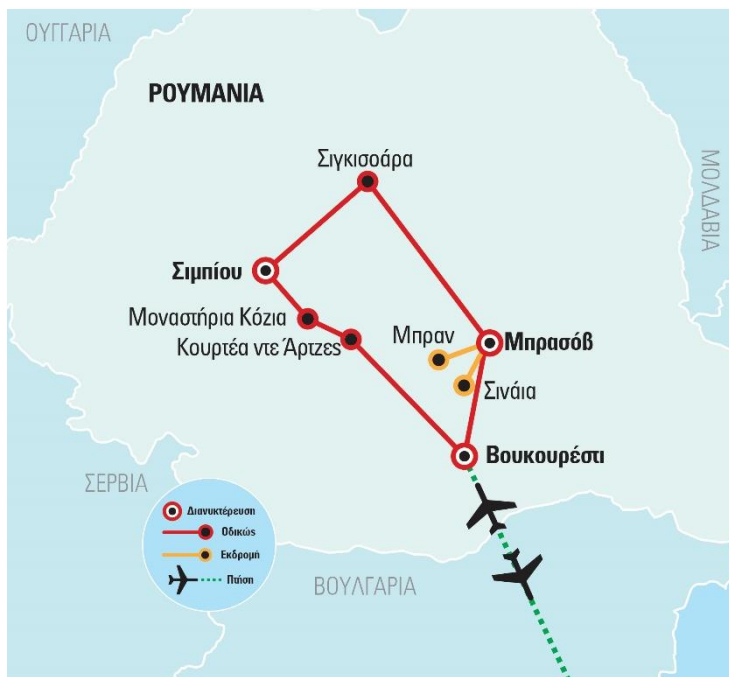 ΟΥΓΓΑΡΙΑ
ΡΟΥΜΑΝΙΑ
ΜΟΛΔΑΒΙΑ
Σιγκισοάρα
Σιμπίου
Μοναστήρια Κόζια
Κουρτέα ντε Άρτζες
Μπραν
Μπρασόβ
Σινάια
Βουκουρέστι
ΣΕΡΒΙΑ
Διανυκτέρευση
Οδικώς
Εκδρομή
Πτήση
ΒΟΥΛΓΑΡΙΑ